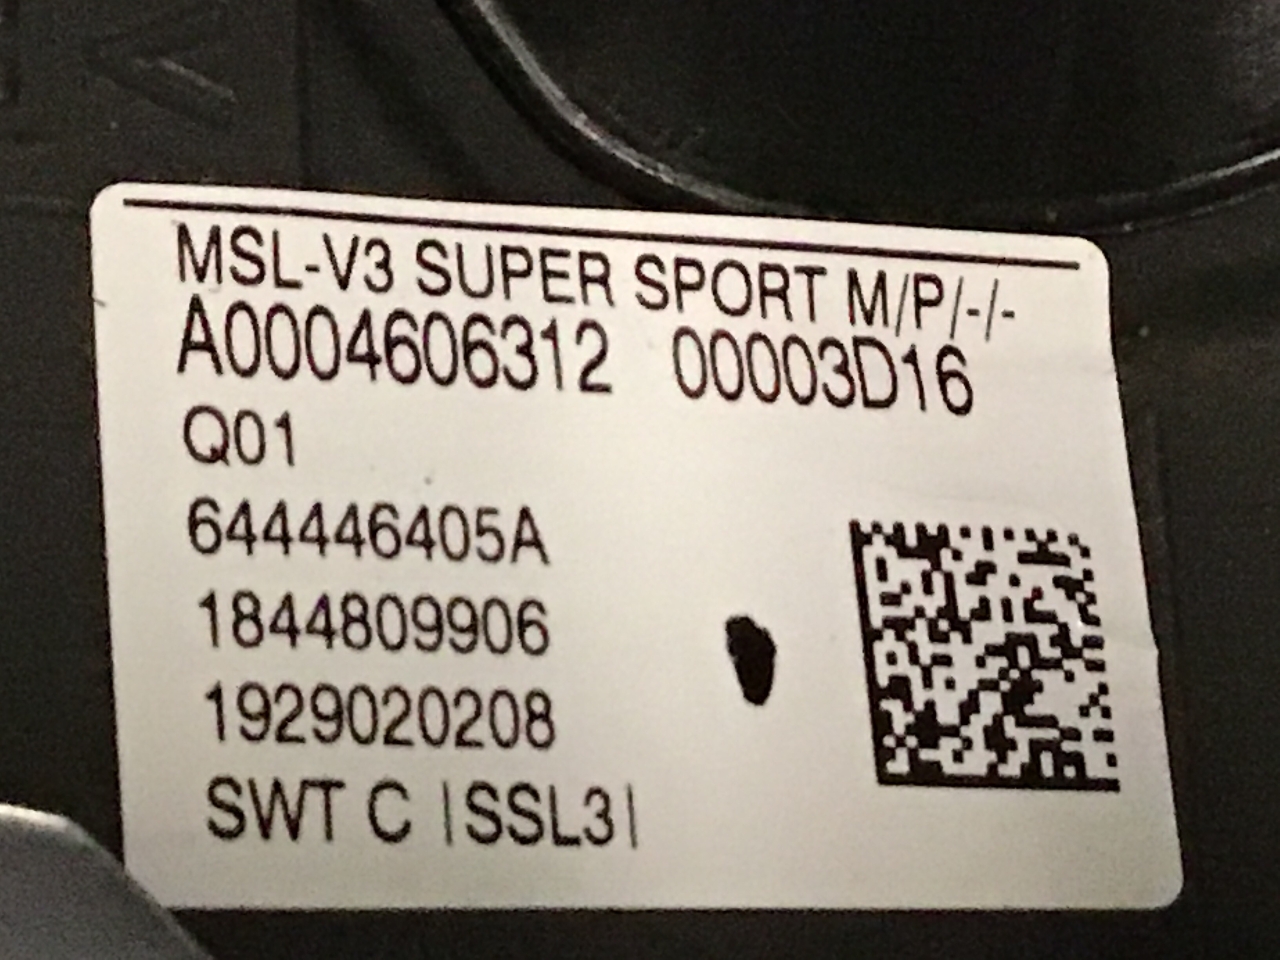 MSL-V3 SUPER SPORT M/P/-/-
A0004606312 00003D16
Q01
644446405A
1844809906
1929020208
SWT C |SSL3|